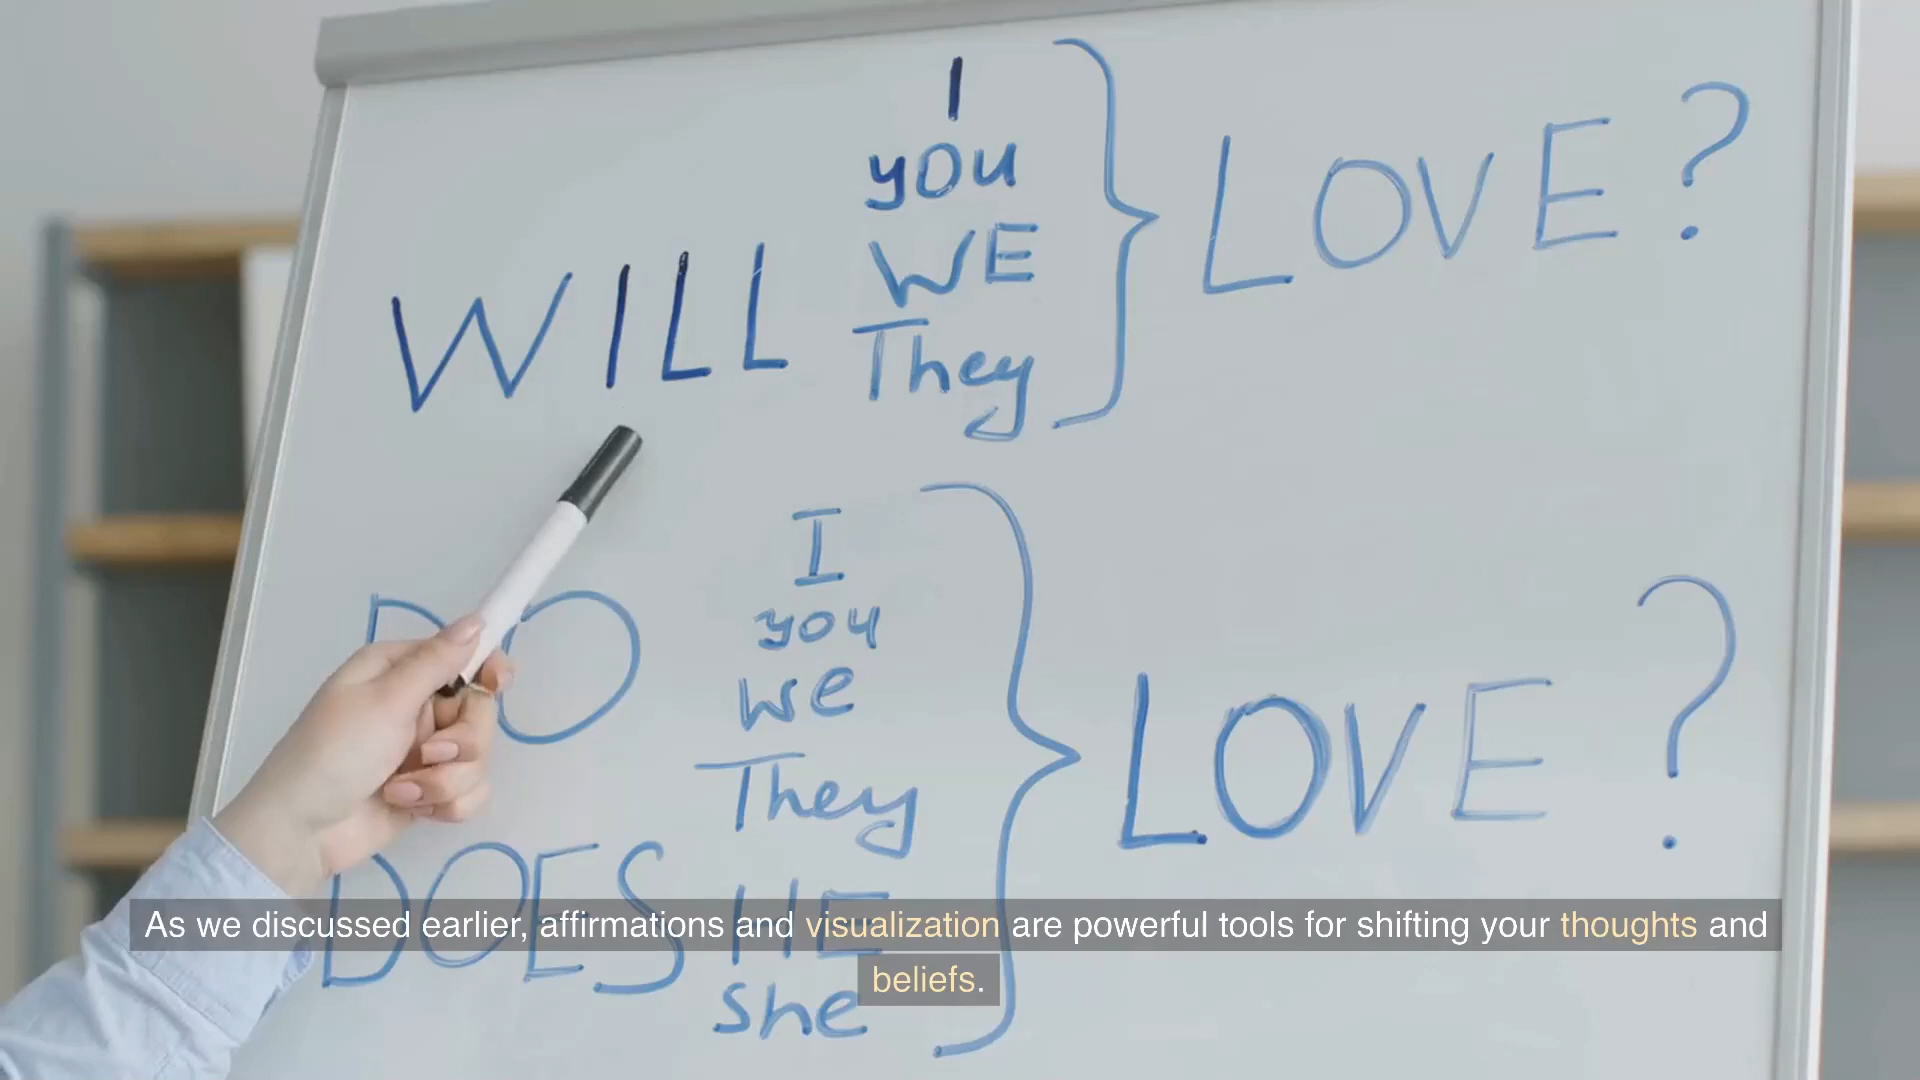 I
you
WE
They
WILL
LOVE?
I
you
we
They
DO
LOVE?
DOES
HE
she
As we discussed earlier, affirmations and visualization are powerful tools for shifting your thoughts and
beliefs.